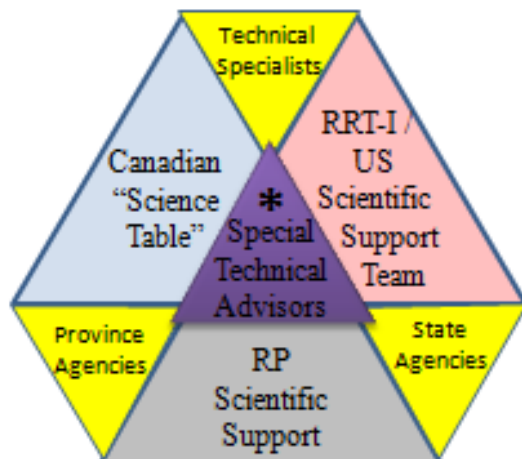 Technical
Specialists
Canadian
“Science
Table”
RRT-I /
US
Scientific
Support
Team
*
Special
Technical
Advisors
Province
Agencies
RP
Scientific
Support
State
Agencies